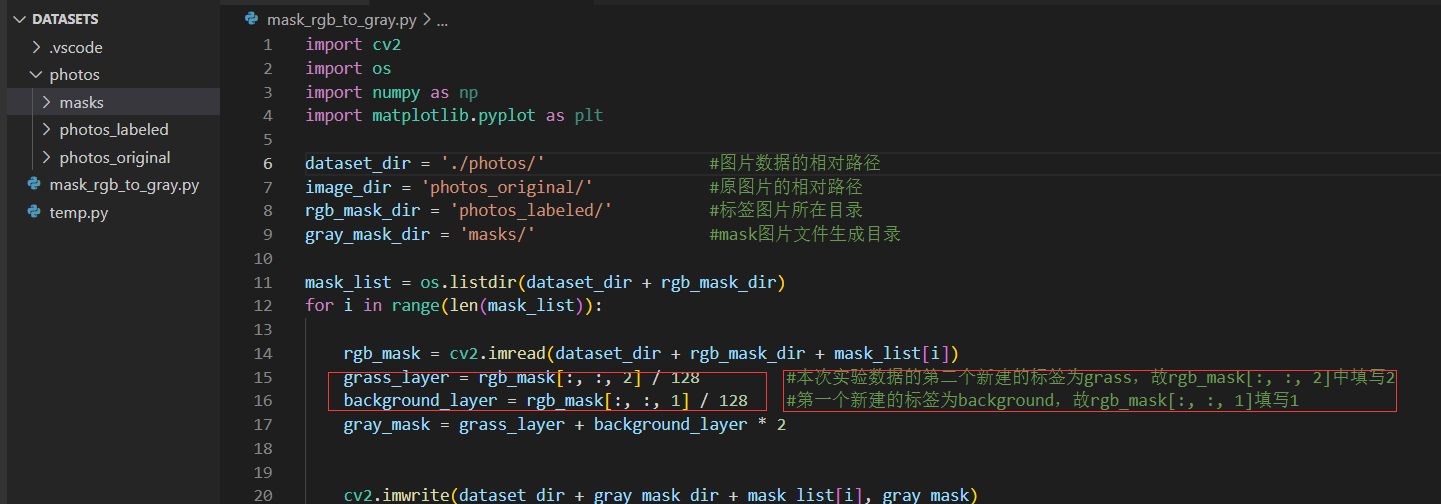 DATASETS
.vscode
photos
masks
photos_labeled
photos_original
mask_rgb_to_gray.py
temp.py
mask_rgb_to_gray.py > ...
1 import cv2
2 import os
3 import numpy as np
4 import matplotlib.pyplot as plt
5
6 dataset_dir = './photos/' #图片数据的相对路径
7 image_dir = 'photos_original/' #原图片的相对路径
8 rgb_mask_dir = 'photos_labeled/' #标签图片所在目录
9 gray_mask_dir = 'masks/' #mask图片文件生成目录
10
11 mask_list = os.listdir(dataset_dir + rgb_mask_dir)
12 for i in range(len(mask_list)):
13
14 rgb_mask = cv2.imread(dataset_dir + rgb_mask_dir + mask_list[i])
15 grass_layer = rgb_mask[:, :, 2] / 128 #本次实验数据的第二个新建的标签为grass，故rgb_mask[:, :, 2]中填写2
16 background_layer = rgb_mask[:, :, 1] / 128 #第一个新建的标签为background，故rgb_mask[:, :, 1]填写1
17 gray_mask = grass_layer + background_layer * 2
18
19
20 cv2.imwrite(dataset_dir + gray_mask_dir + mask_list[i], gray_mask)